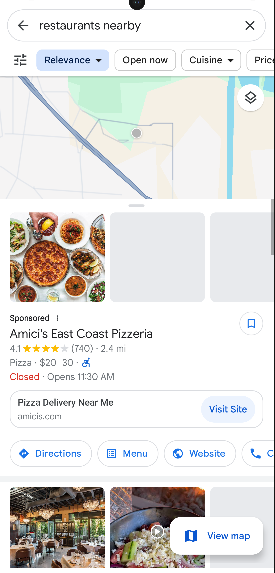 restaurants nearby
Relevance
Open now
Cuisine
Sponsored
Amici's East Coast Pizzeria
4.1 (740) · 2.4 mi
Pizza · $20–30 ·
Closed · Opens 11:30 AM
Pizza Delivery Near Me
amicis.com
Visit Site
Directions
Menu
Website
View map